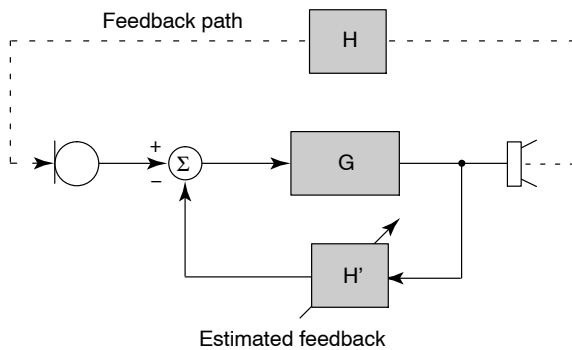 Feedback path
H
+
Σ
−
G
H'
Estimated feedback